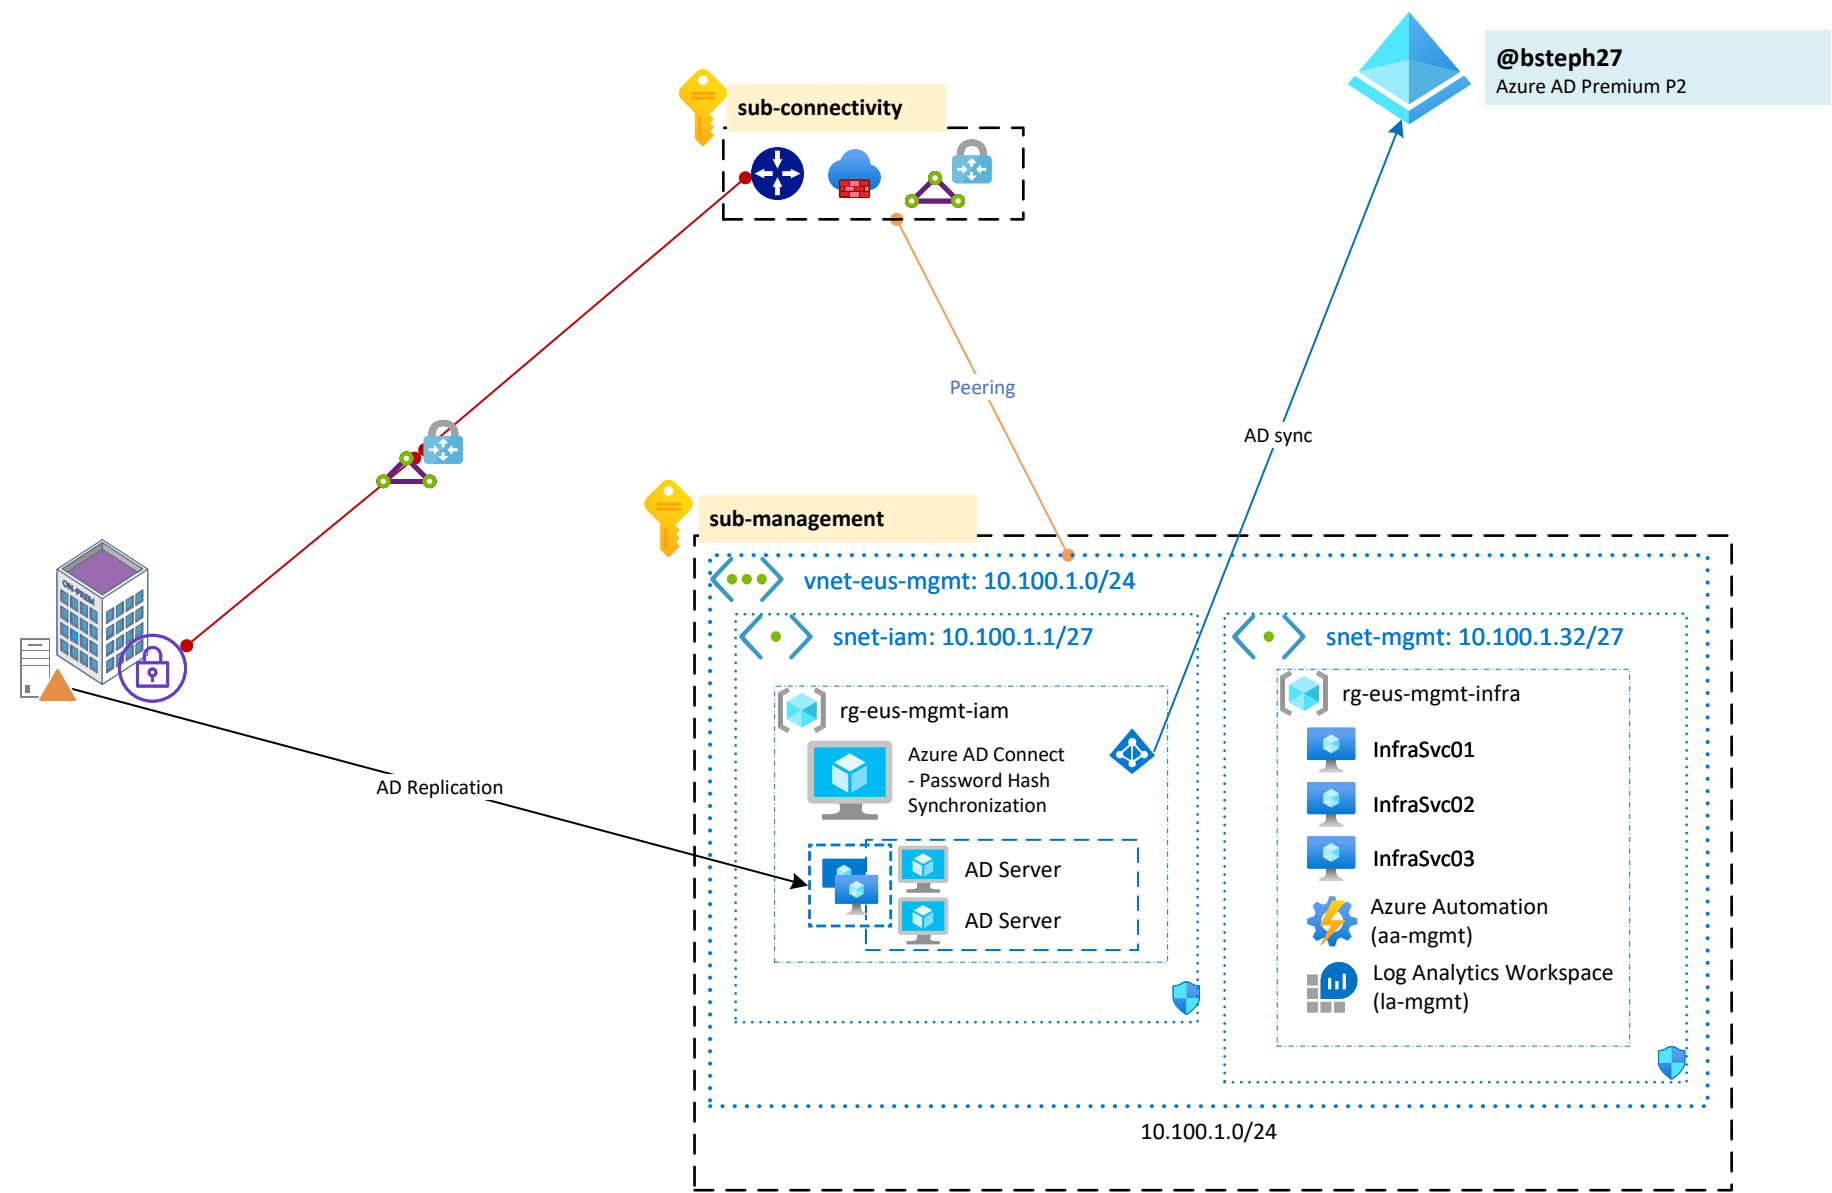 @bsteph27
Azure AD Premium P2
sub-connectivity
Peering
AD sync
sub-management
vnet-eus-mgmt: 10.100.1.0/24
snet-iam: 10.100.1.1/27
snet-mgmt: 10.100.1.32/27
ON-PREM
rg-eus-mgmt-iam
Azure AD Connect
- Password Hash
Synchronization
AD Server
AD Server
rg-eus-mgmt-infra
InfraSvc01
InfraSvc02
InfraSvc03
Azure Automation
(aa-mgmt)
Log Analytics Workspace
(la-mgmt)
AD Replication
10.100.1.0/24